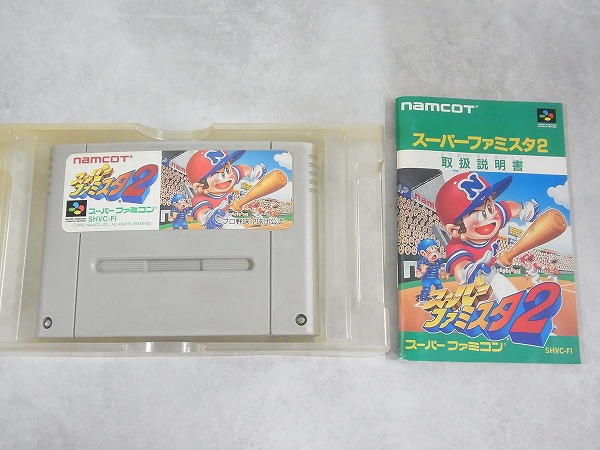 namcot
スーパー
ファミスタ2
スーパーファミコン
SHVC-FI
N
namcot
スーパーファミスタ2
取扱説明書
N
スーパー
ファミスタ2
スーパーファミコン
SHVC-FI